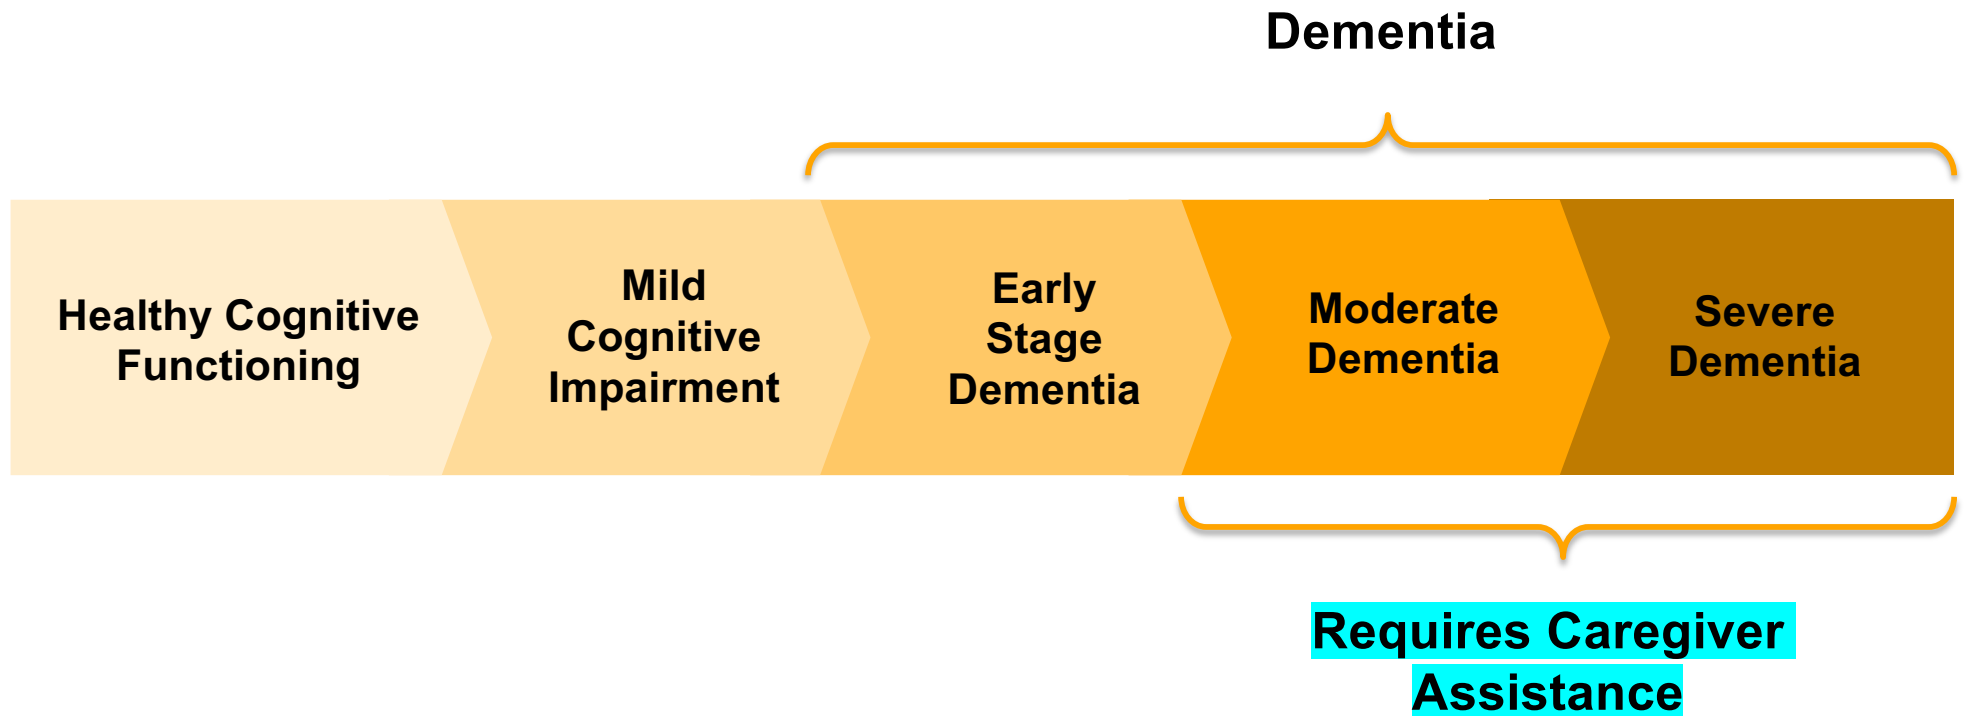 Dementia
Healthy Cognitive
Functioning
Mild
Cognitive
Impairment
Early
Stage
Dementia
Moderate
Dementia
Severe
Dementia
Requires Caregiver
Assistance